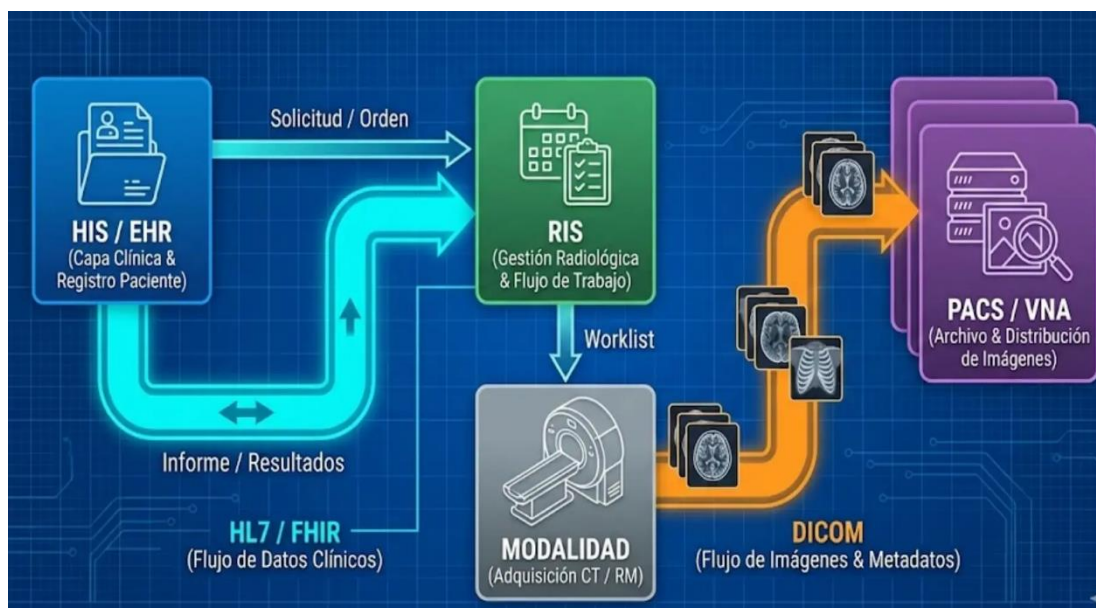 Solicitud / Orden
HIS / EHR
(Capa Clínica &
Registro Paciente)
RIS
(Gestión Radiológica
& Flujo de Trabajo)
PACS / VNA
(Archivo & Distribución
de Imágenes)
Worklist
Informe / Resultados
HL7 / FHIR
(Flujo de Datos Clínicos)
MODALIDAD
(Adquisición CT / RM)
DICOM
(Flujo de Imágenes & Metadatos)